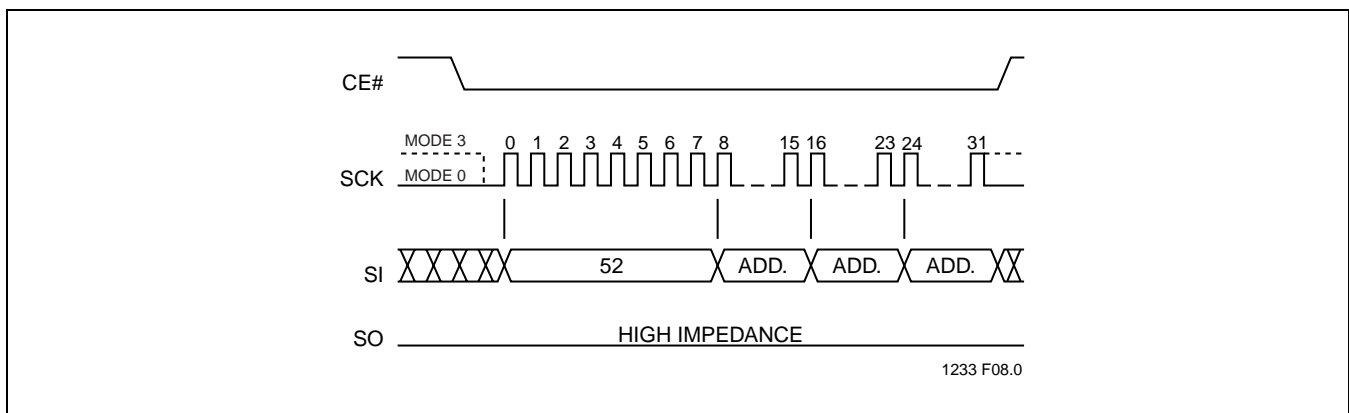 CE#
MODE 3
0 1 2 3 4 5 6 7 8 15 16 23 24 31
SCK
MODE 0
SI
52
ADD.
ADD.
ADD.
SO
HIGH IMPEDANCE
1233 F08.0